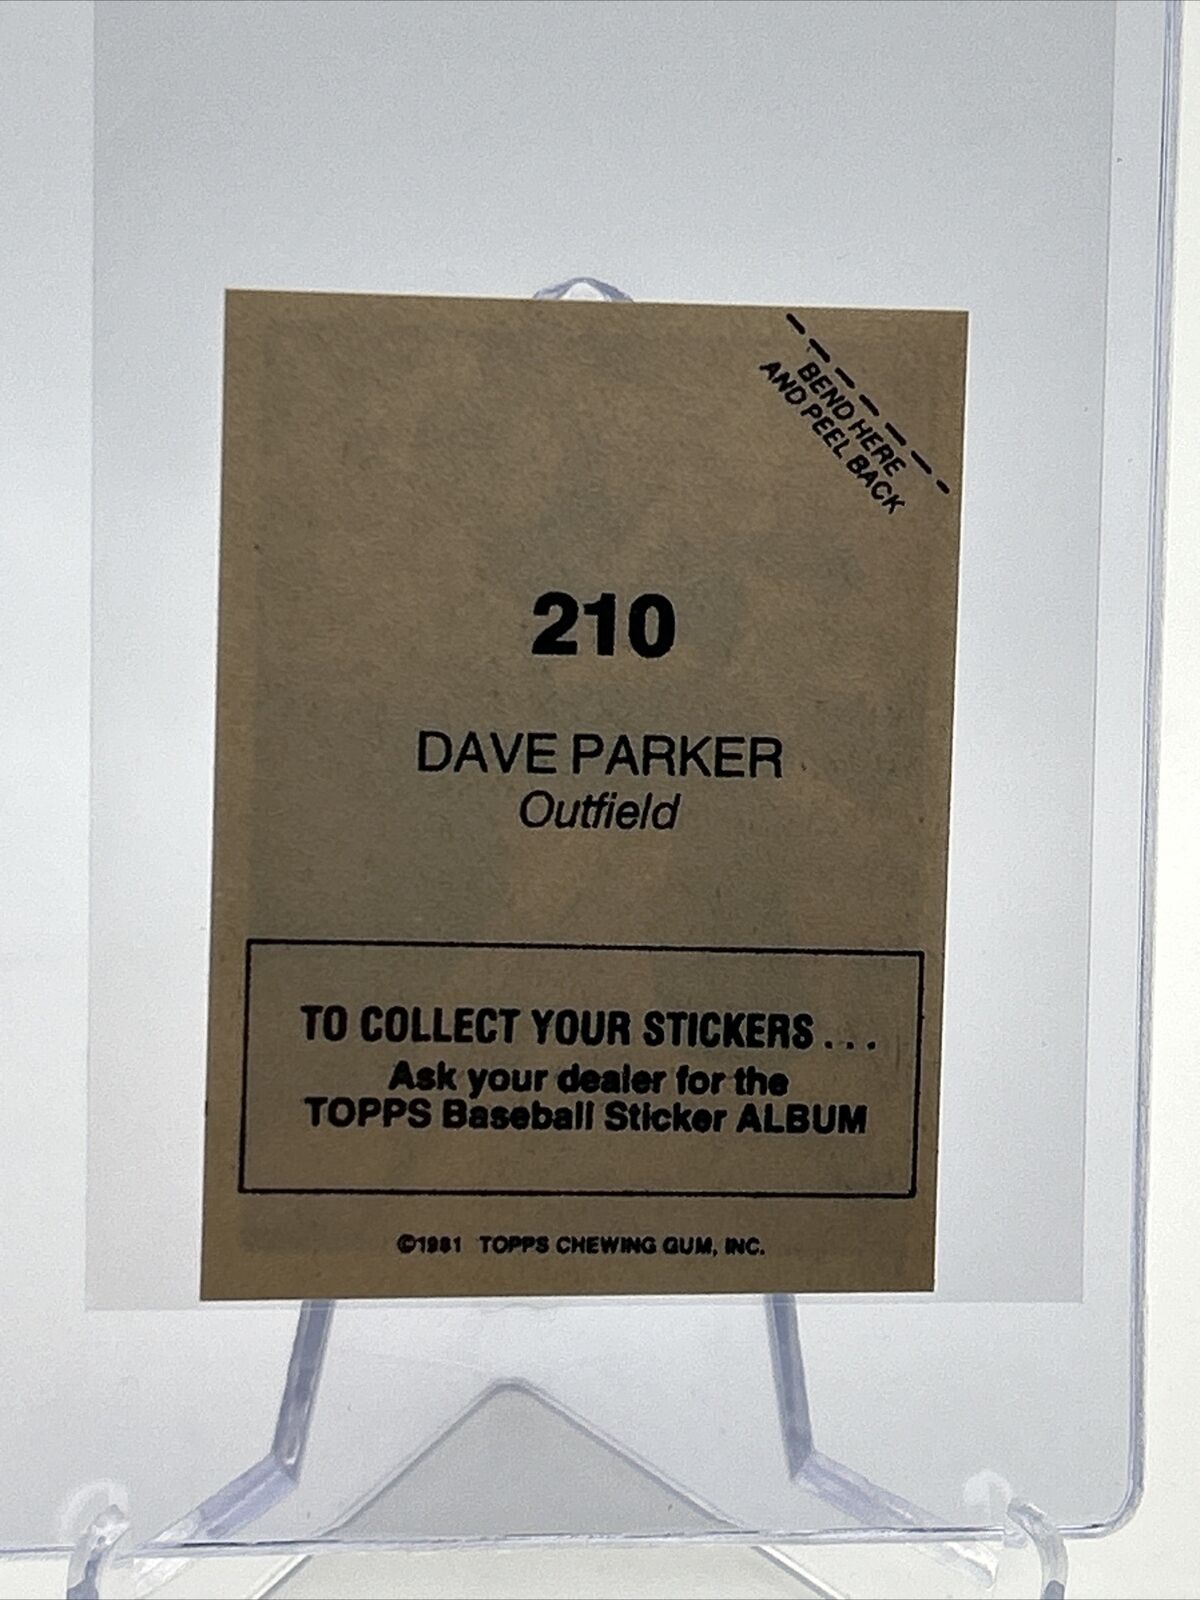 BEND HERE
AND PEEL BACK
210
DAVE PARKER
Outfield
TO COLLECT YOUR STICKERS...
Ask your dealer for the
TOPPS Baseball Sticker ALBUM
©1981 TOPPS CHEWING GUM, INC.